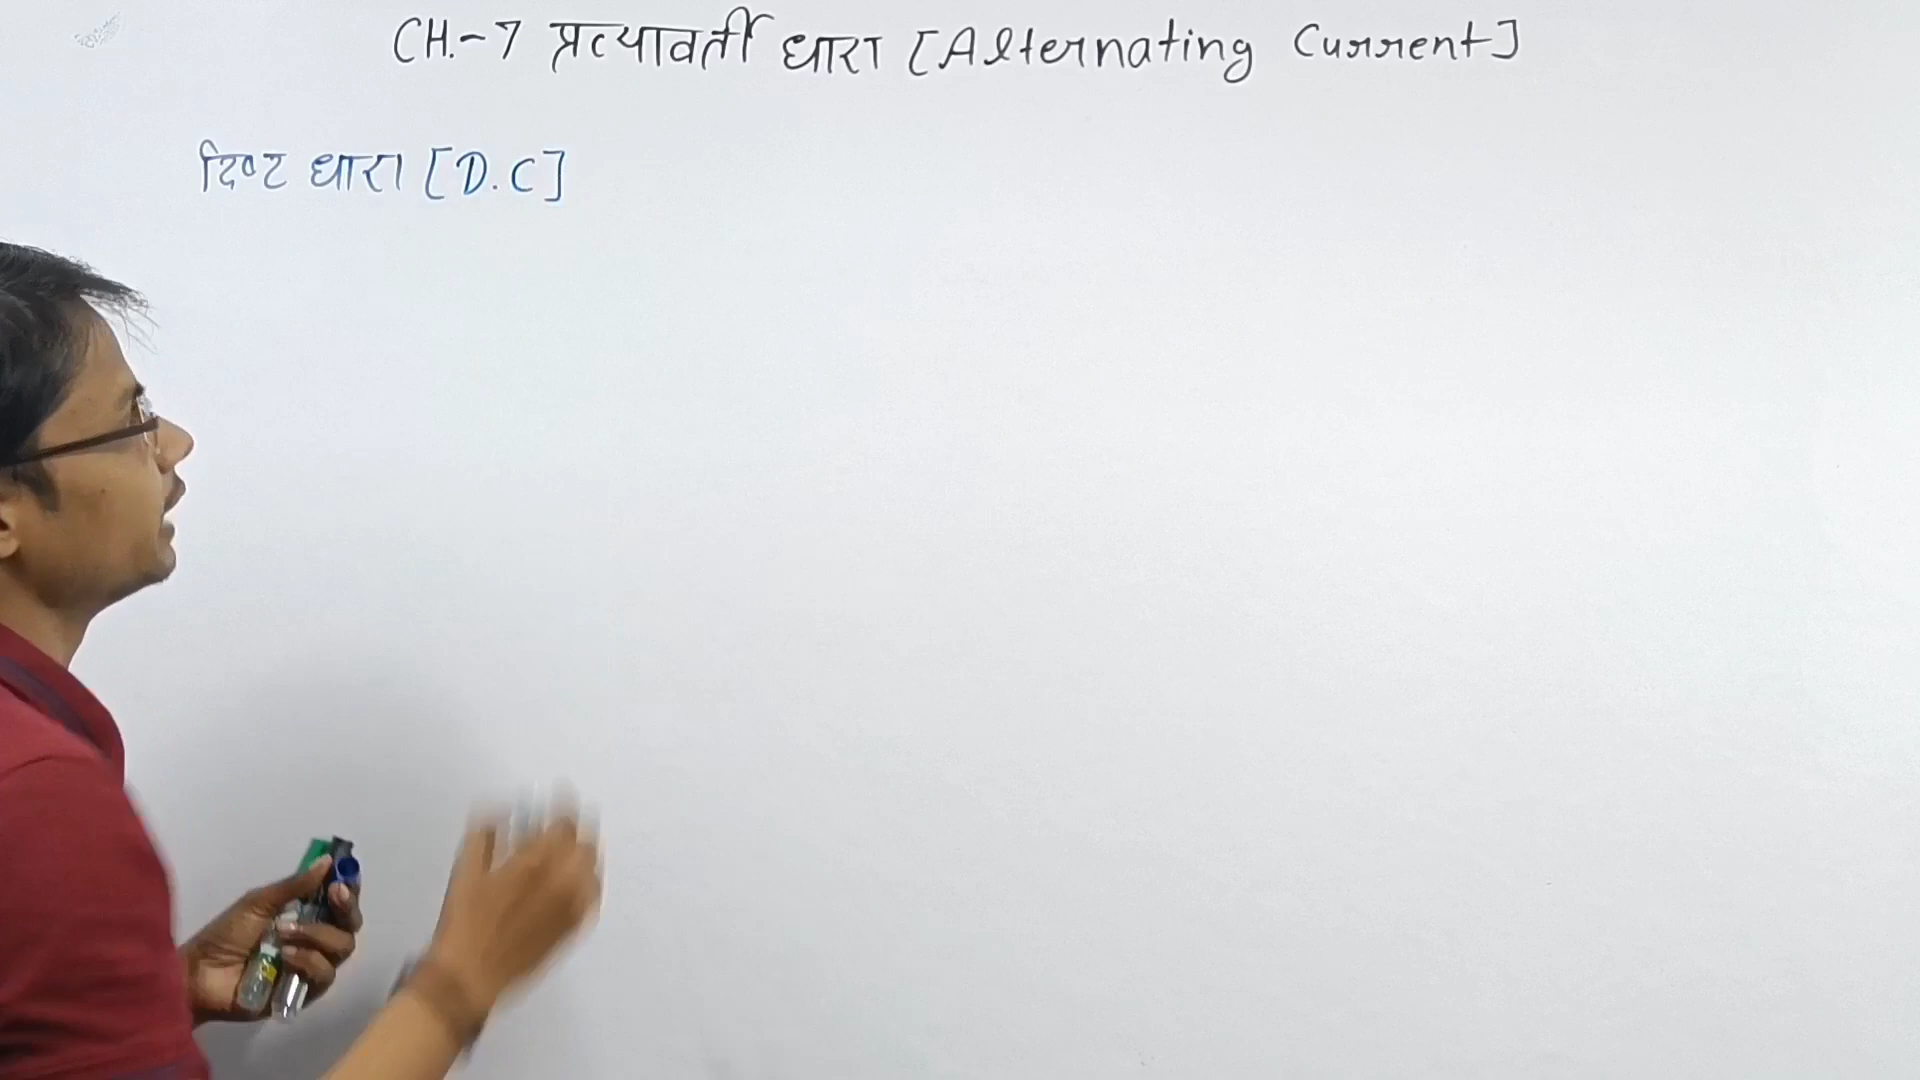 CH.-7 प्रत्यावर्ती धारा [Alternating Current]
दिष्ट धारा [D.C]